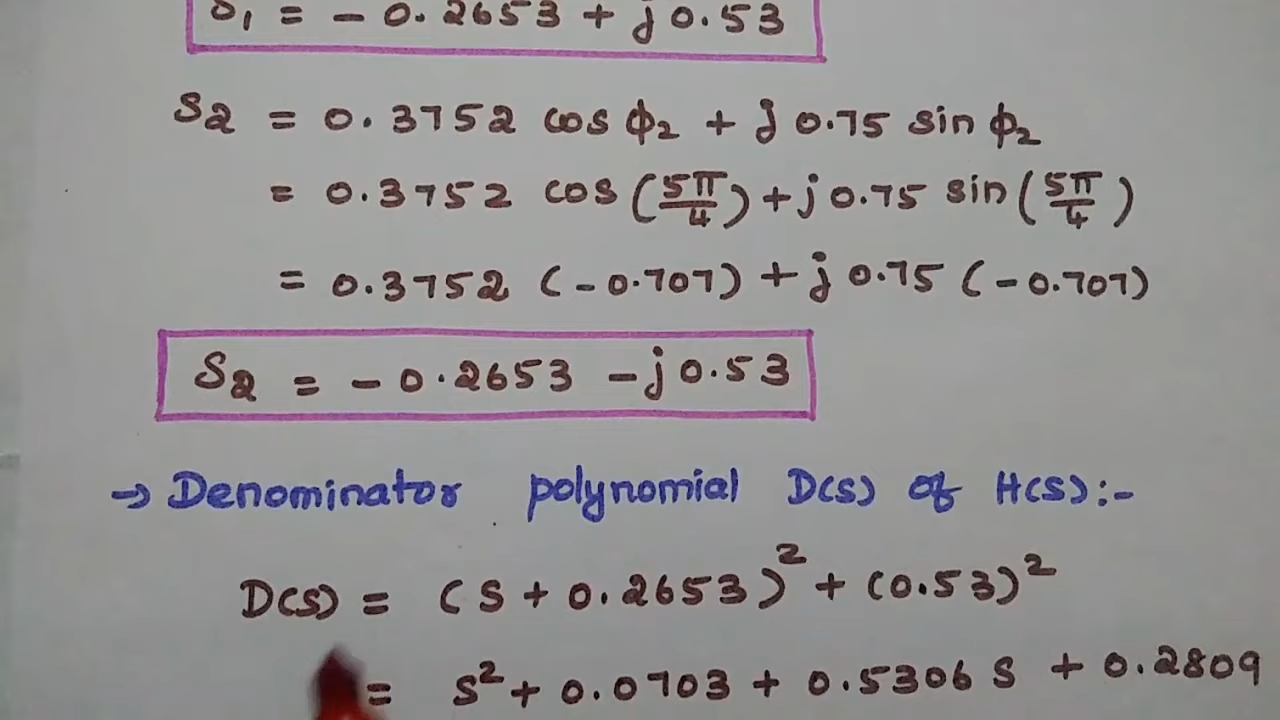 S₁ = - 0.2653 + j 0.53
S₂ = 0.3752 cos ϕ₂ + j 0.75 sin ϕ₂
= 0.3752 cos (5π/4) + j 0.75 sin (5π/4)
= 0.3752 (-0.707) + j 0.75 (-0.707)
S₂ = - 0.2653 - j 0.53
→ Denominator polynomial D(s) of H(s):-
D(s) = (S + 0.2653)² + (0.53)²
= s² + 0.0703 + 0.5306 s + 0.2809